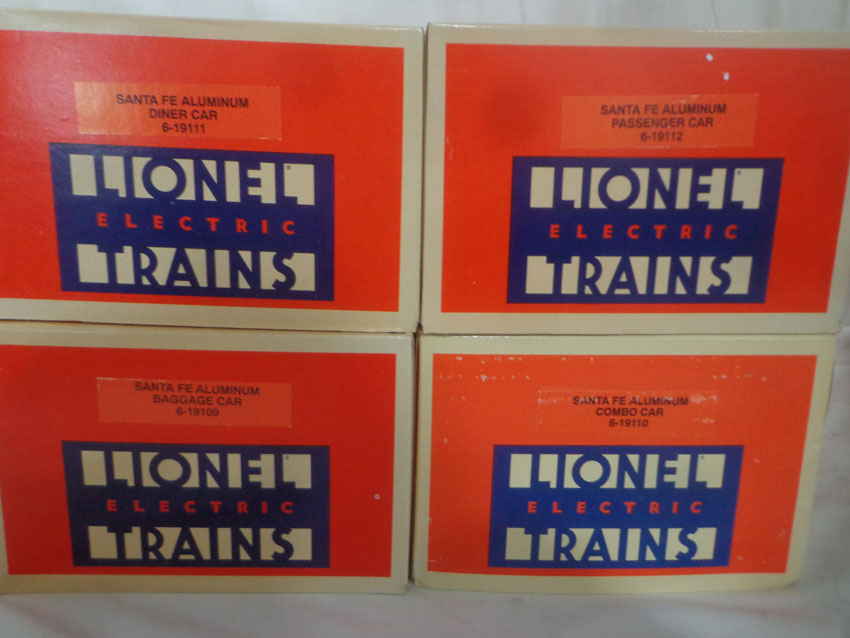 SANTA FE ALUMINUM
DINER CAR
6-19111
LIONEL
ELECTRIC
TRAINS
SANTA FE ALUMINUM
PASSENGER CAR
6-19112
LIONEL
ELECTRIC
TRAINS
SANTA FE ALUMINUM
BAGGAGE CAR
6-19109
LIONEL
ELECTRIC
TRAINS
SANTA FE ALUMINUM
COMBO CAR
6-19110
LIONEL
ELECTRIC
TRAINS